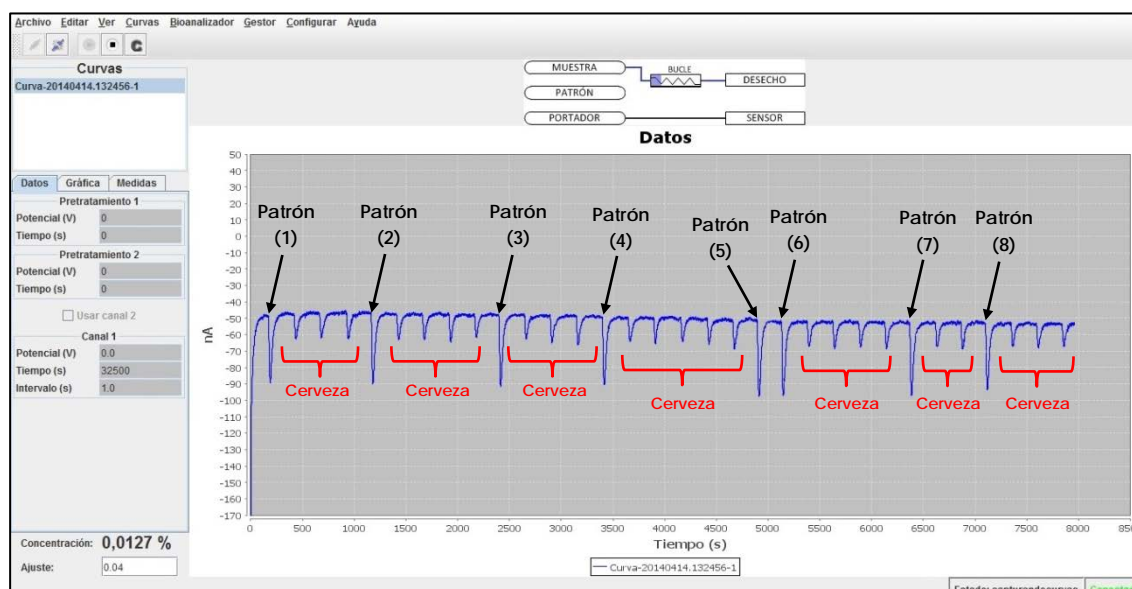 Archivo Editar Ver Curvas Bioanalizador Gestor Configurar Ayuda
Curvas
Curva-20140414.132456-1
Datos Gráfica Medidas
Pretratamiento 1
Potencial (V) 0
Tiempo (s) 0
Pretratamiento 2
Potencial (V) 0
Tiempo (s) 0
Usar canal 2
Canal 1
Potencial (V) 0.0
Tiempo (s) 32500
Intervalo (s) 1.0
Concentración: 0,0127 %
Ajuste: 0.04
MUESTRA BUCLE DESECHO
PATRÓN
PORTADOR SENSOR
Datos
50
40
30
20
10
0
-10
-20
-30
-40
-50
-60
-70
-80
-90
-100
-110
-120
-130
-140
-150
-160
-170
nA
Patrón (1)
Patrón (2)
Patrón (3)
Patrón (4)
Patrón (5)
Patrón (6)
Patrón (7)
Patrón (8)
Cerveza
Cerveza
Cerveza
Cerveza
Cerveza
Cerveza
Cerveza
0 500 1000 1500 2000 2500 3000 3500 4000 4500 5000 5500 6000 6500 7000 7500 8000
Tiempo (s)
Curva-20140414.132456-1